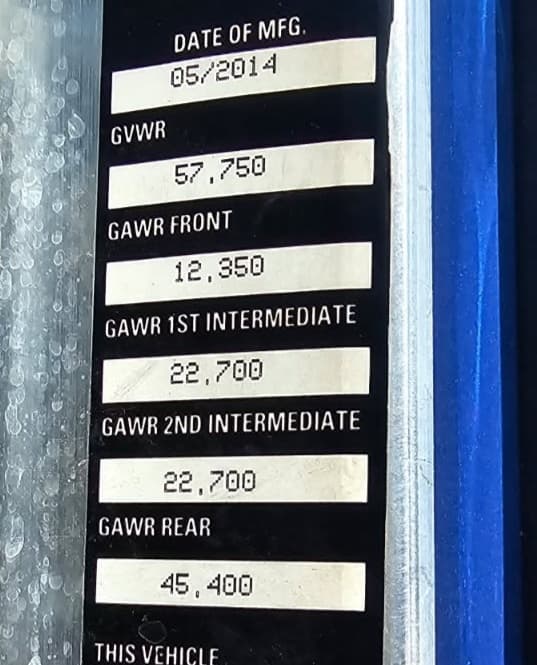 DATE OF MFG.
05/2014
GVWR
57,750
GAWR FRONT
12,350
GAWR 1ST INTERMEDIATE
22,700
GAWR 2ND INTERMEDIATE
22,700
GAWR REAR
45,400
THIS VEHICLE